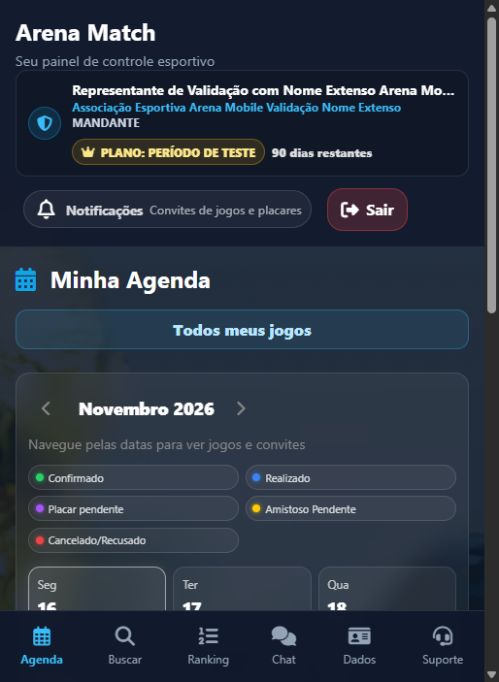 Arena Match
Seu painel de controle esportivo
Representante de Validação com Nome Extenso Arena Mo...
Associação Esportiva Arena Mobile Validação Nome Extenso
MANDANTE
PLANO: PERÍODO DE TESTE 90 dias restantes
Notificações Convites de jogos e placares
Sair
Minha Agenda
Todos meus jogos
Novembro 2026
Navegue pelas datas para ver jogos e convites
Confirmado
Realizado
Placar pendente
Amistoso Pendente
Cancelado/Recusado
Seg
Ter
Qua
16
17
18
Agenda
Buscar
Ranking
Chat
Dados
Suporte